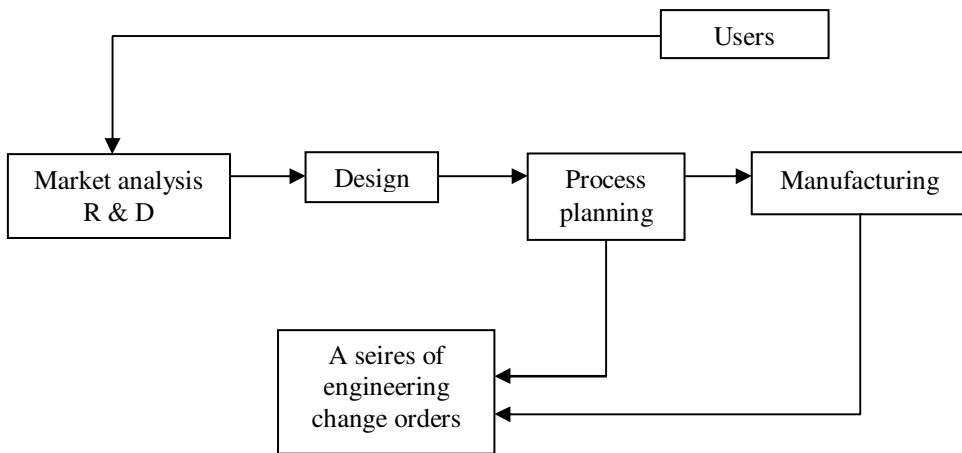 Users
Market analysis
R & D
Design
Process
planning
Manufacturing
A seires of
engineering
change orders